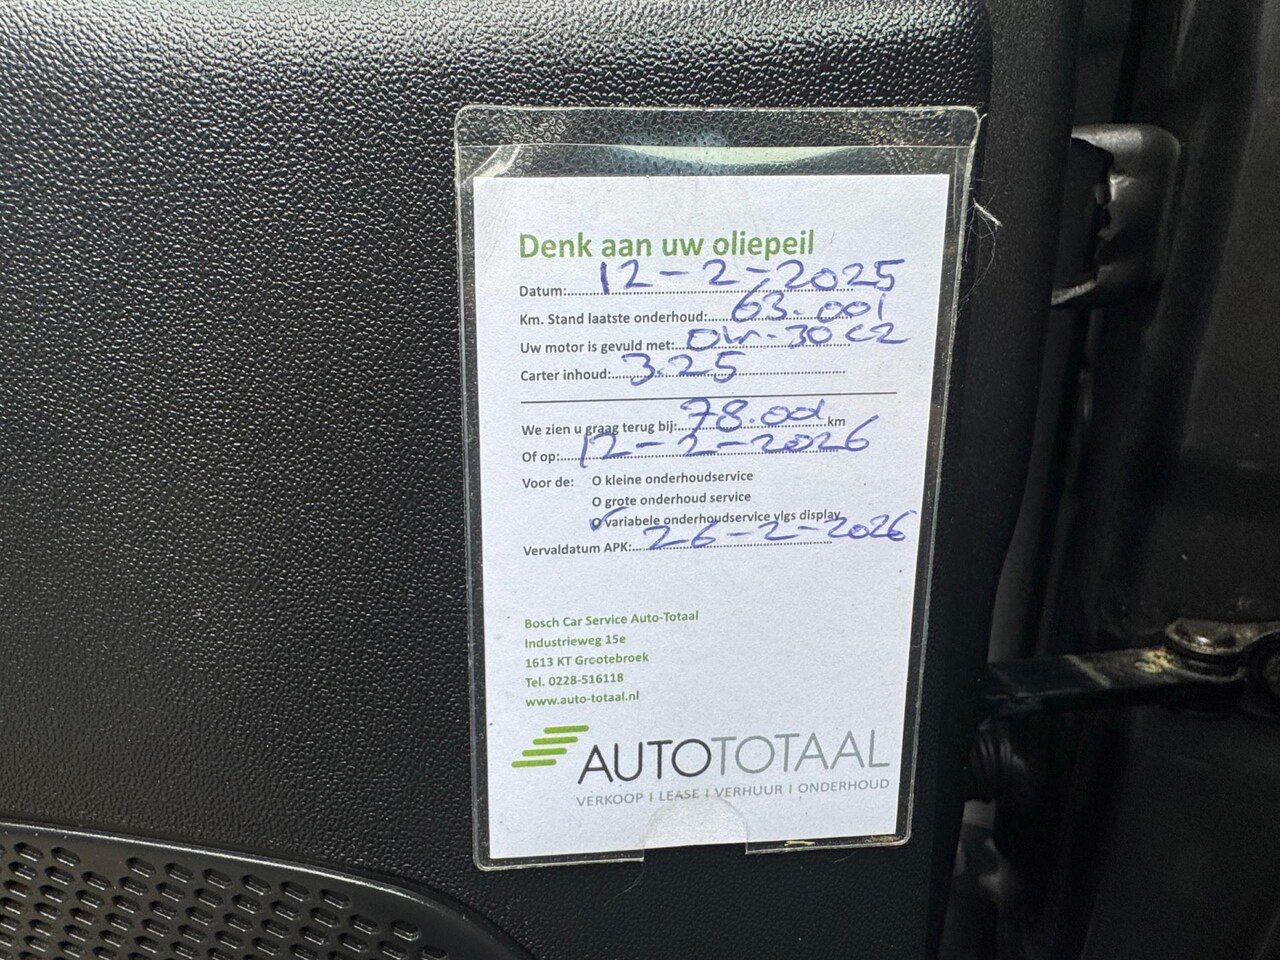 Denk aan uw oliepeil
Datum: 12-2-2025
Km. Stand laatste onderhoud: 63.001
Uw motor is gevuld met: 0W-30 C2
Carter inhoud: 3.25
We zien u graag terug bij: 78.001 km
Of op: 12-2-2026
Voor de: O kleine onderhoudservice
O grote onderhoud service
O variabele onderhoudservice vlgs display
Vervaldatum APK: 26-2-2026
Bosch Car Service Auto-Totaal
Industrieweg 15e
1613 KT Grootebroek
Tel. 0228-516118
www.auto-totaal.nl
AUTOTOTAAL
VERKOOP | LEASE | VERHUUR | ONDERHOUD